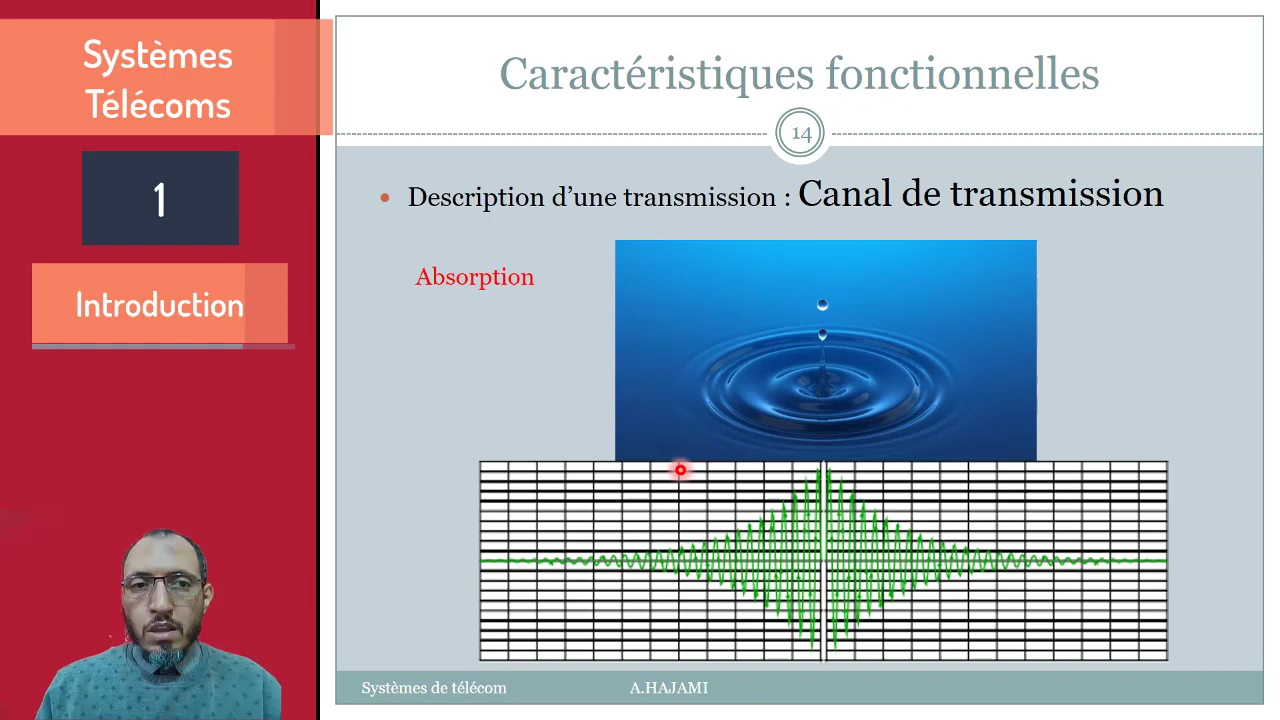 Systèmes
Télécoms
1
Introduction
Caractéristiques fonctionnelles
14
Description d’une transmission : Canal de transmission
Absorption
Systèmes de télécom A.HAJAMI